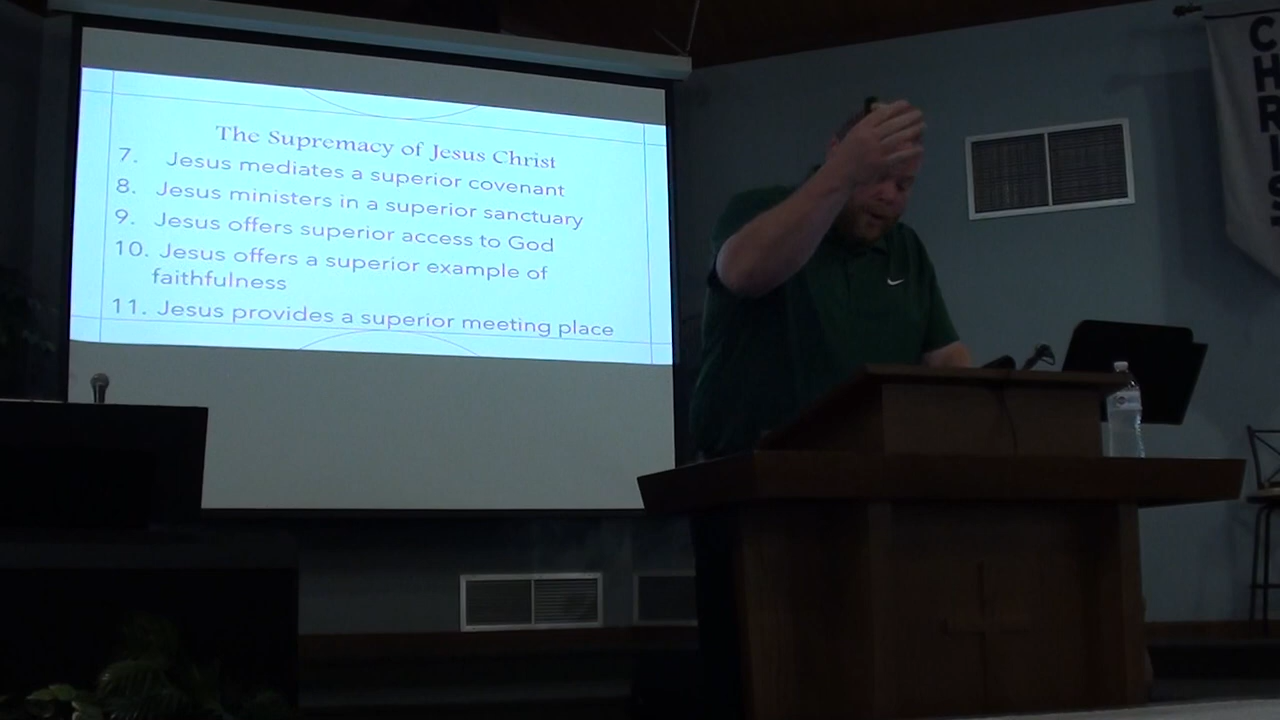 The Supremacy of Jesus Christ
7. Jesus mediates a superior covenant
8. Jesus ministers in a superior sanctuary
9. Jesus offers superior access to God
10. Jesus offers a superior example of
faithfulness
11. Jesus provides a superior meeting place
CHRIST